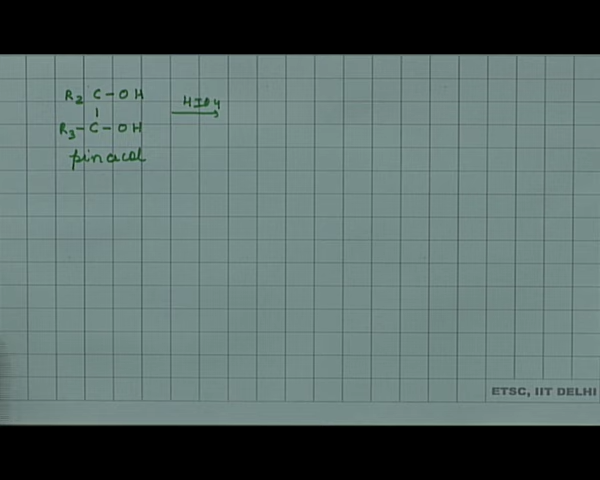 R2 C-OH
HIO4
R3-C-OH
pinacol
ETSC, IIT DELHI